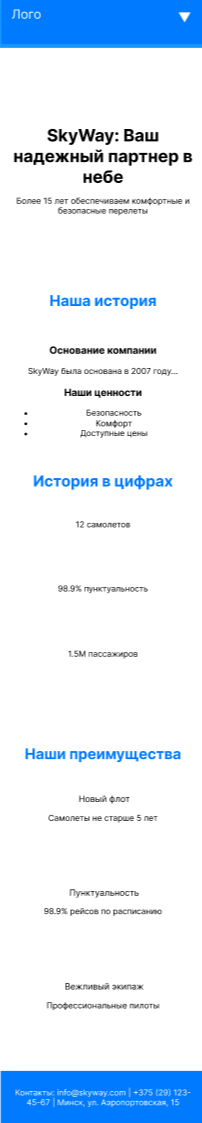 Лого
SkyWay: Ваш
надежный партнер в
небе
Более 15 лет обеспечиваем комфортные и
безопасные перелеты
Наша история
Основание компании
SkyWay была основана в 2007 году...
Наши ценности
Безопасность
Комфорт
Доступные цены
История в цифрах
12 самолетов
98.9% пунктуальность
1.5M пассажиров
Наши преимущества
Новый флот
Самолеты не старше 5 лет
Пунктуальность
98.9% рейсов по расписанию
Вежливый экипаж
Профессиональные пилоты
Контакты: info@skyway.com | +375 (29) 123-
45-67 | Минск, ул. Аэропортовская, 15